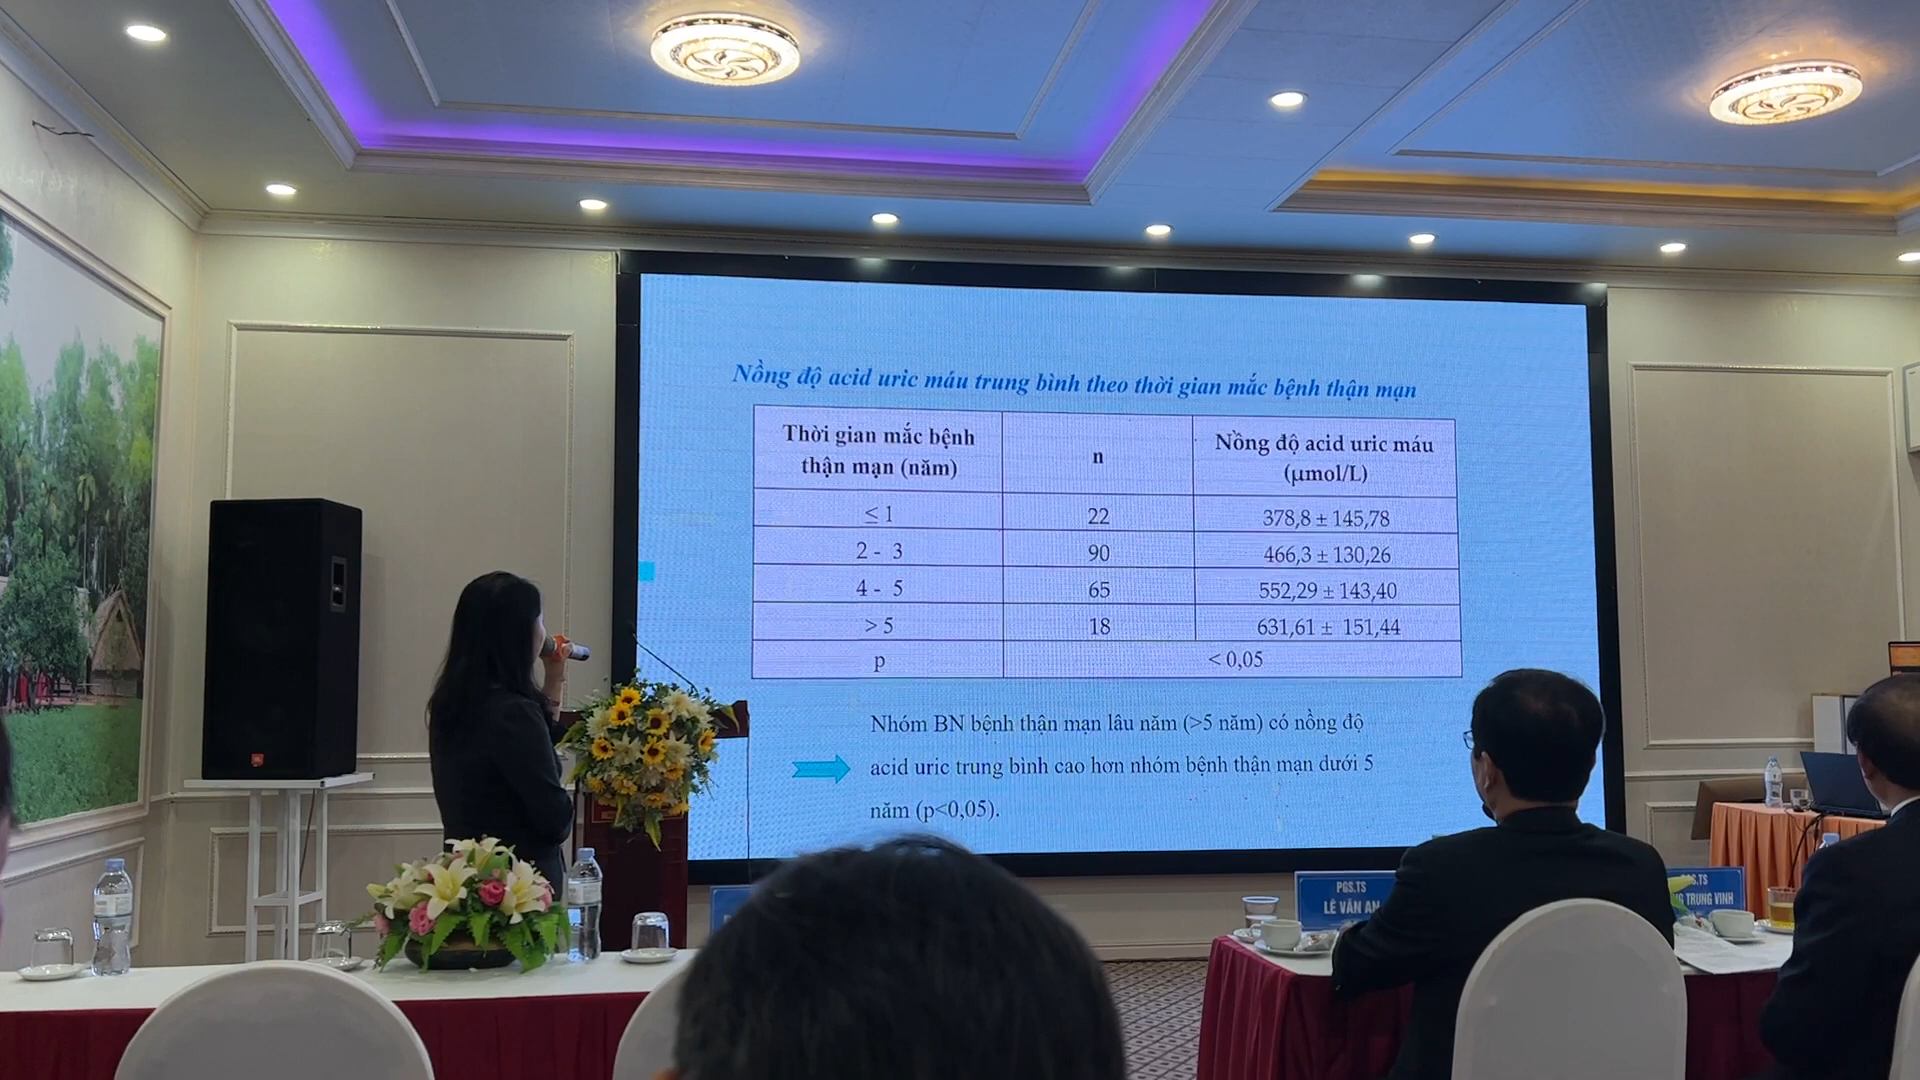 Nồng độ acid uric máu trung bình theo thời gian mắc bệnh thận mạn
Thời gian mắc bệnh
thận mạn (năm)
n
Nồng độ acid uric máu
(µmol/L)
≤ 1
22
378,8 ± 145,78
2 - 3
90
466,3 ± 130,26
4 - 5
65
552,29 ± 143,40
> 5
18
631,61 ± 151,44
p
< 0,05
Nhóm BN bệnh thận mạn lâu năm (>5 năm) có nồng độ
acid uric trung bình cao hơn nhóm bệnh thận mạn dưới 5
năm (p<0,05).
PGS.TS
LÊ VĂN AN
TRUNG VINH
JBL